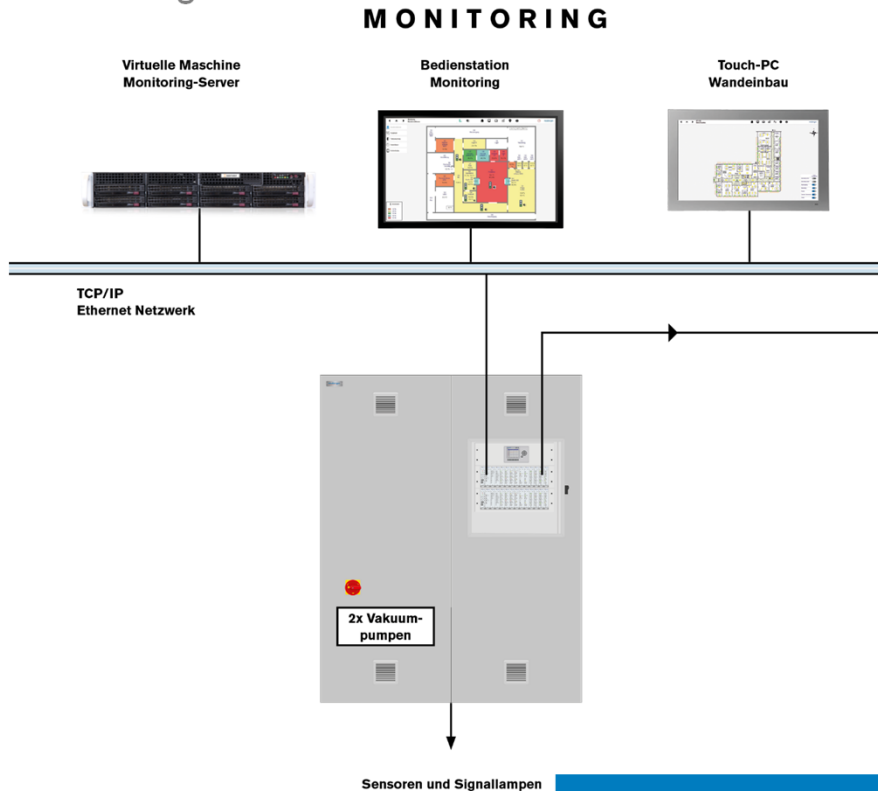 MONITORING
Virtuelle Maschine
Monitoring-Server
Bedienstation
Monitoring
Touch-PC
Wandeinbau
TCP/IP
Ethernet Netzwerk
2x Vakuum-
pumpen
Sensoren und Signallampen